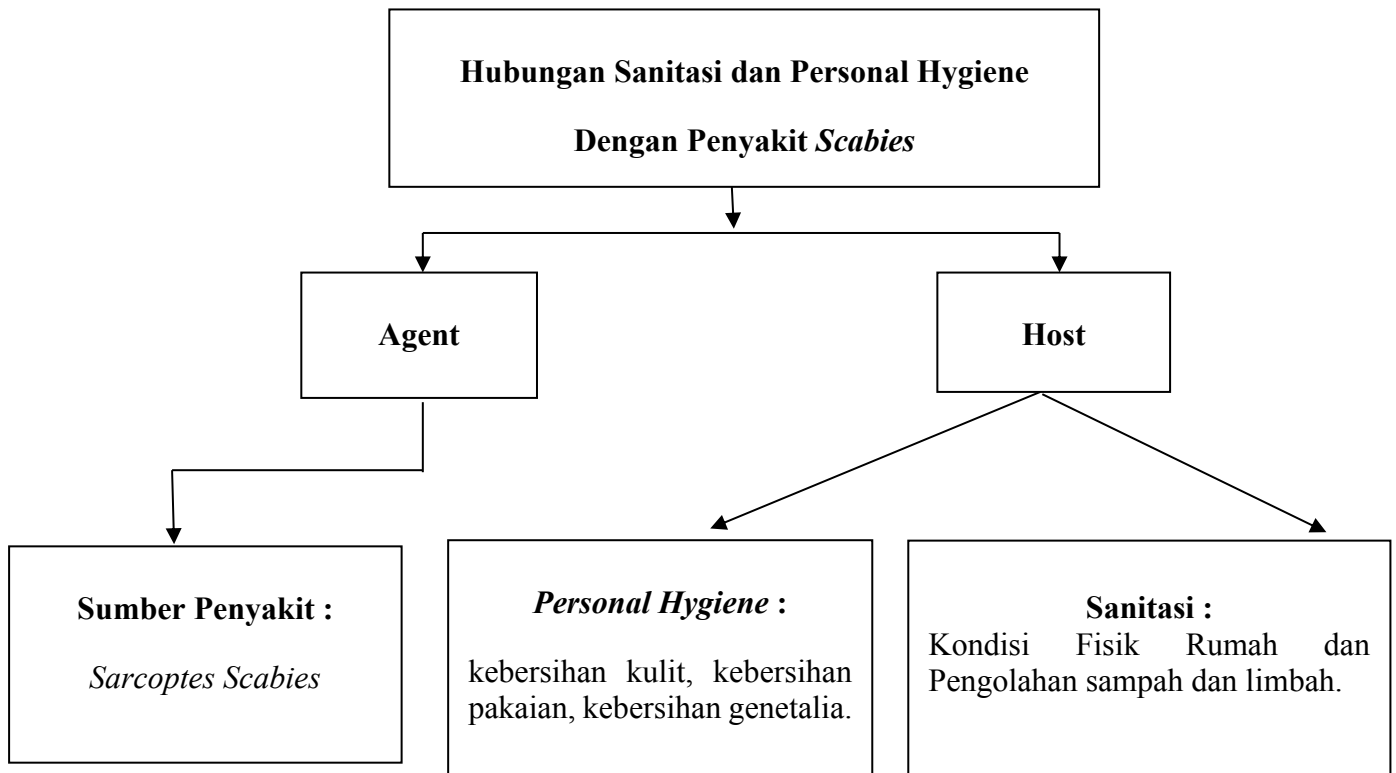 Hubungan Sanitasi dan Personal Hygiene
Dengan Penyakit Scabies
Agent
Host
Sumber Penyakit :
Sarcoptes Scabies
Personal Hygiene :
kebersihan kulit, kebersihan
pakaian, kebersihan genetalia.
Sanitasi :
Kondisi Fisik Rumah dan
Pengolahan sampah dan limbah.